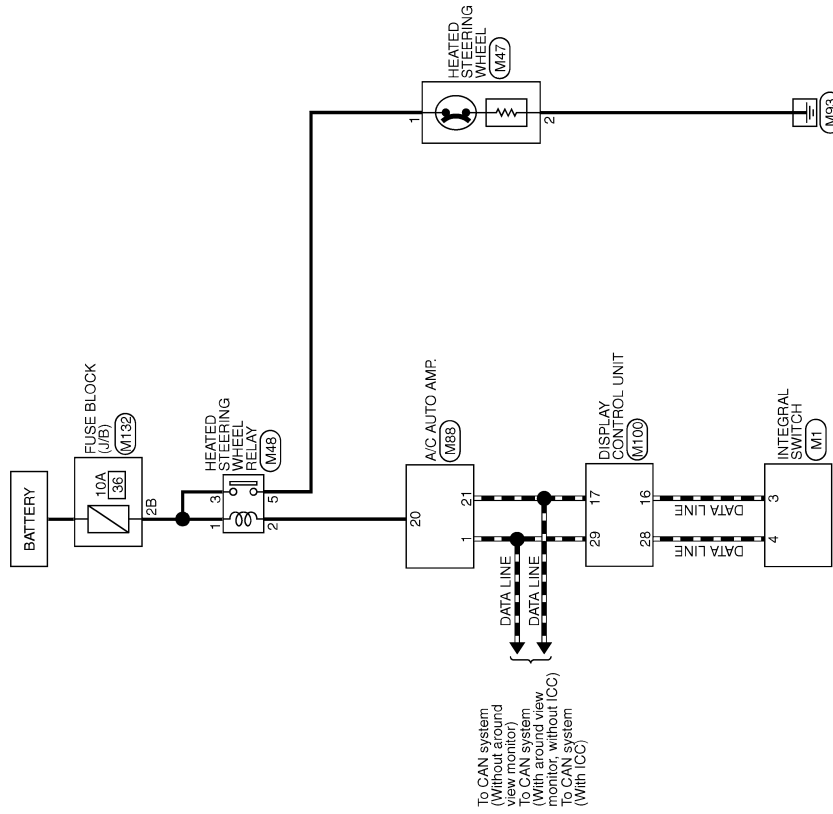 BATTERY
FUSE BLOCK
(J/B)
M132
10A
36
2B
HEATED
STEERING
WHEEL
RELAY
M48
1
3
2
5
HEATED
STEERING
WHEEL
M47
1
2
M93
A/C AUTO AMP.
M88
20
1
21
DATA LINE
DATA LINE
To CAN system
(Without around
view monitor)
To CAN system
(With around view
monitor, without ICC)
To CAN system
(With ICC)
DISPLAY
CONTROL UNIT
M100
29
17
28
16
DATA LINE
DATA LINE
INTEGRAL
SWITCH
M1
4
3